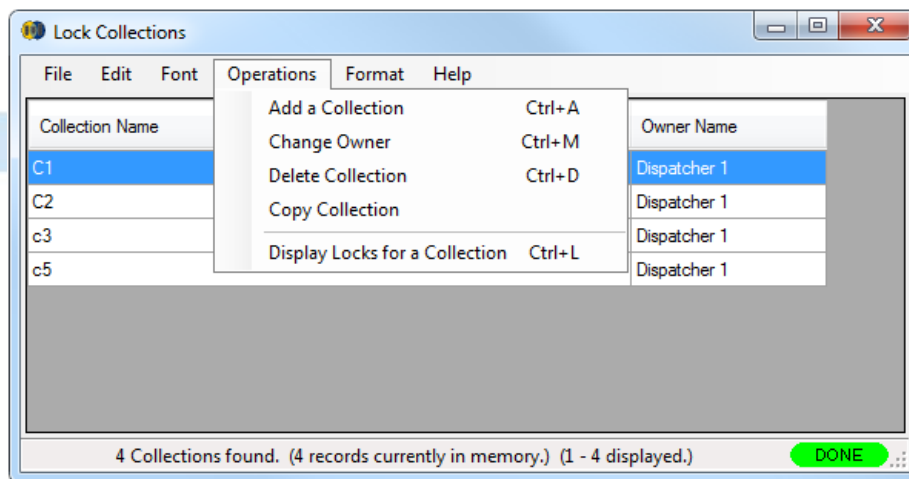 Lock Collections
File Edit Font Operations Format Help
Collection Name Owner Name
Add a Collection Ctrl+A
Change Owner Ctrl+M
Delete Collection Ctrl+D
Copy Collection
Display Locks for a Collection Ctrl+L
C1 Dispatcher 1
C2 Dispatcher 1
c3 Dispatcher 1
c5 Dispatcher 1
4 Collections found. (4 records currently in memory.) (1 - 4 displayed.) DONE